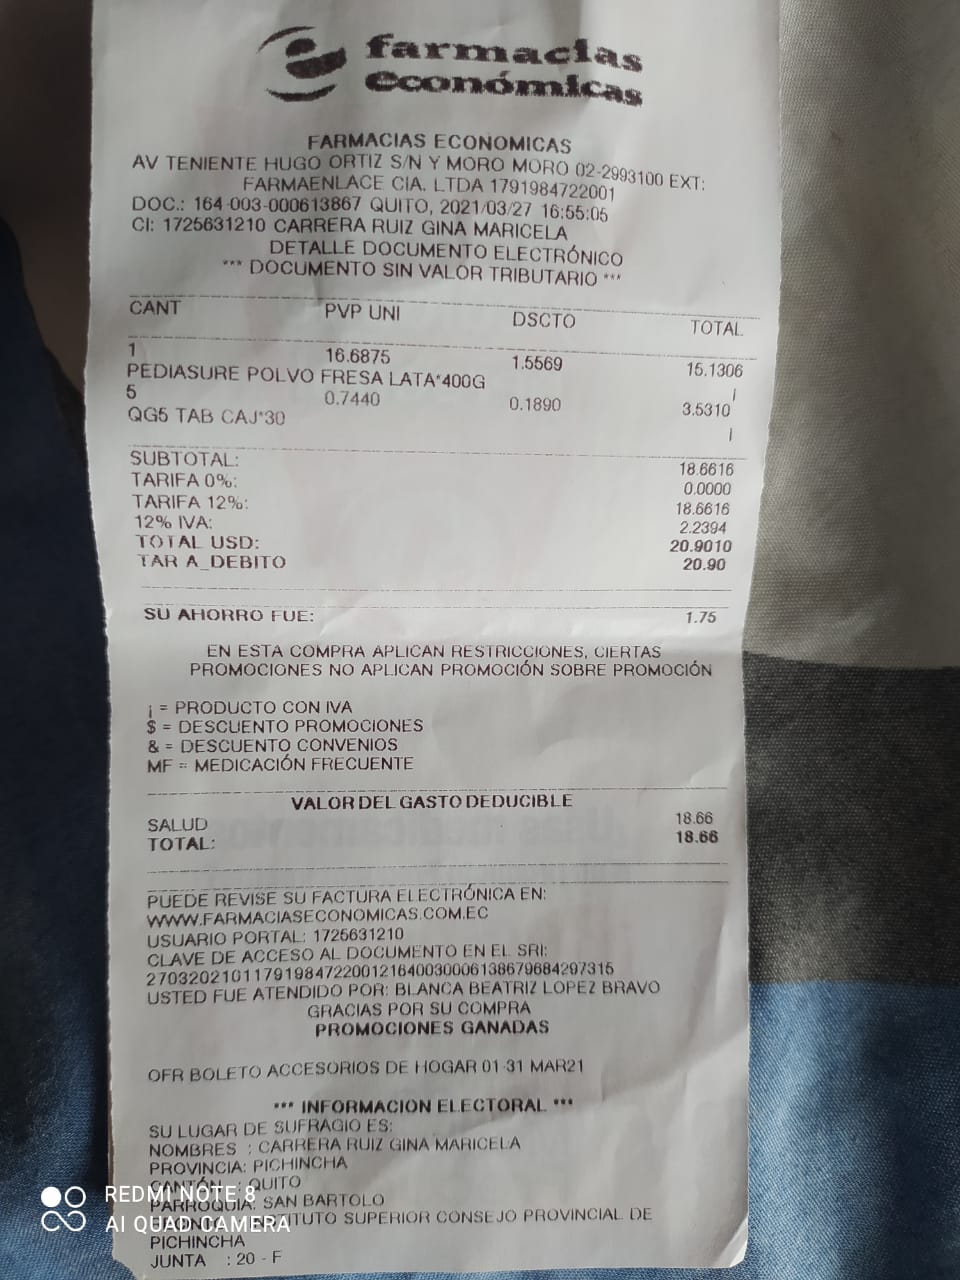 farmacias
económicas
FARMACIAS ECONOMICAS
AV TENIENTE HUGO ORTIZ S/N Y MORO MORO 02-2993100 EXT:
FARMAENLACE CIA. LTDA 1791984722001
DOC.: 164-003-000613867 QUITO, 2021/03/27 16:55:05
CI: 1725631210 CARRERA RUIZ GINA MARICELA
DETALLE DOCUMENTO ELECTRÓNICO
*** DOCUMENTO SIN VALOR TRIBUTARIO ***
CANT PVP UNI DSCTO TOTAL
1 16.6875 1.5569 15.1306
PEDIASURE POLVO FRESA LATA*400G ¡
5 0.7440 0.1890 3.5310
QG5 TAB CAJ*30 ¡
SUBTOTAL: 18.6616
TARIFA 0%: 0.0000
TARIFA 12%: 18.6616
12% IVA: 2.2394
TOTAL USD: 20.9010
TAR A_DEBITO 20.90
SU AHORRO FUE: 1.75
EN ESTA COMPRA APLICAN RESTRICCIONES, CIERTAS
PROMOCIONES NO APLICAN PROMOCIÓN SOBRE PROMOCIÓN
¡ = PRODUCTO CON IVA
$ = DESCUENTO PROMOCIONES
& = DESCUENTO CONVENIOS
MF = MEDICACIÓN FRECUENTE
VALOR DEL GASTO DEDUCIBLE
SALUD 18.66
TOTAL: 18.66
PUEDE REVISE SU FACTURA ELECTRÓNICA EN:
WWW.FARMACIASECONOMICAS.COM.EC
USUARIO PORTAL: 1725631210
CLAVE DE ACCESO AL DOCUMENTO EN EL SRI:
2703202101179198472200121640030006138679684297315
USTED FUE ATENDIDO POR: BLANCA BEATRIZ LOPEZ BRAVO
GRACIAS POR SU COMPRA
PROMOCIONES GANADAS
OFR BOLETO ACCESORIOS DE HOGAR 01 31 MAR21
*** INFORMACION ELECTORAL ***
SU LUGAR DE SUFRAGIO ES:
NOMBRES : CARRERA RUIZ GINA MARICELA
PROVINCIA: PICHINCHA
CANTÓN : QUITO
PARROQUIA: SAN BARTOLO
SUPERIOR CONSEJO PROVINCIAL DE
PICHINCHA
JUNTA : 20 - F
REDMI NOTE 8
AI QUAD CAMERA